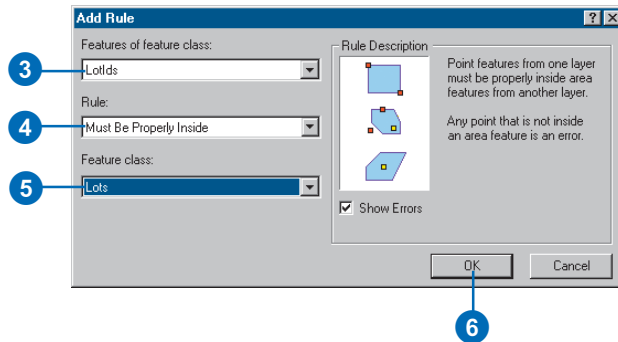 Add Rule
Features of feature class:
3
LotIds
Rule:
4
Must Be Properly Inside
Feature class:
5
Lots
Rule Description
Point features from one layer
must be properly inside area
features from another layer.
Any point that is not inside
an area feature is an error.
Show Errors
OK
Cancel
6